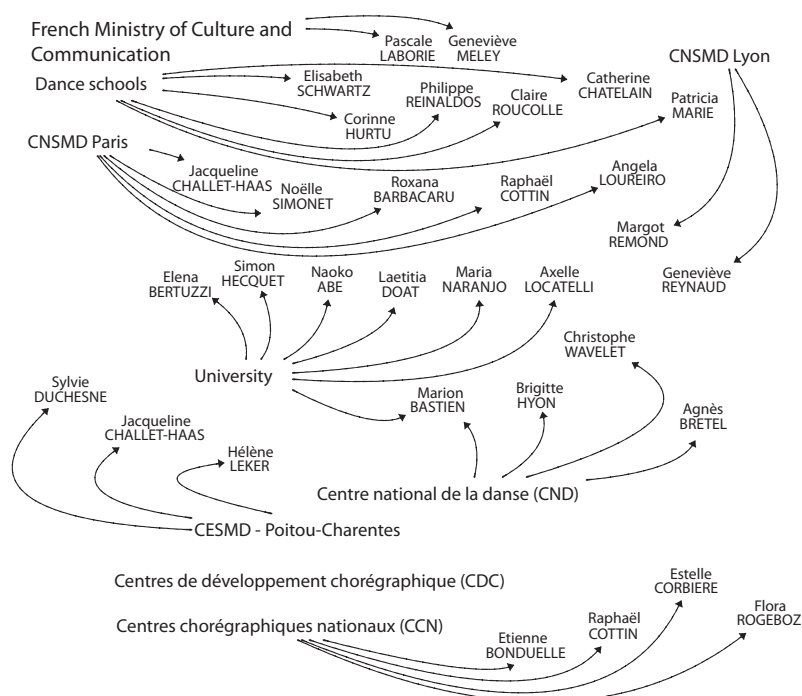 French Ministry of Culture and
Communication
Pascale
LABORIE
Geneviève
MELEY
CNSMD Lyon
Dance schools
Elisabeth
SCHWARTZ
Corinne
HURTU
Philippe
REINALDOS
Claire
ROUCOLLE
Catherine
CHATELAIN
Patricia
MARIE
CNSMD Paris
Jacqueline
CHALLET-HAAS
Noëlle
SIMONET
Roxana
BARBACARU
Raphaël
COTTIN
Angela
LOUREIRO
Margot
REMOND
Geneviève
REYNAUD
Elena
BERTUZZI
Simon
HECQUET
Naoko
ABE
Laetitia
DOAT
Maria
NARANJO
Axelle
LOCATELLI
Christophe
WAVELET
University
Sylvie
DUCHESNE
Marion
BASTIEN
Brigitte
HYON
Agnès
BRETEL
Jacqueline
CHALLET-HAAS
Hélène
LEKER
Centre national de la danse (CND)
CESMD - Poitou-Charentes
Centres de développement chorégraphique (CDC)
Estelle
CORBIERE
Centres chorégraphiques nationaux (CCN)
Etienne
BONDUELLE
Raphaël
COTTIN
Flora
ROGEBOZ